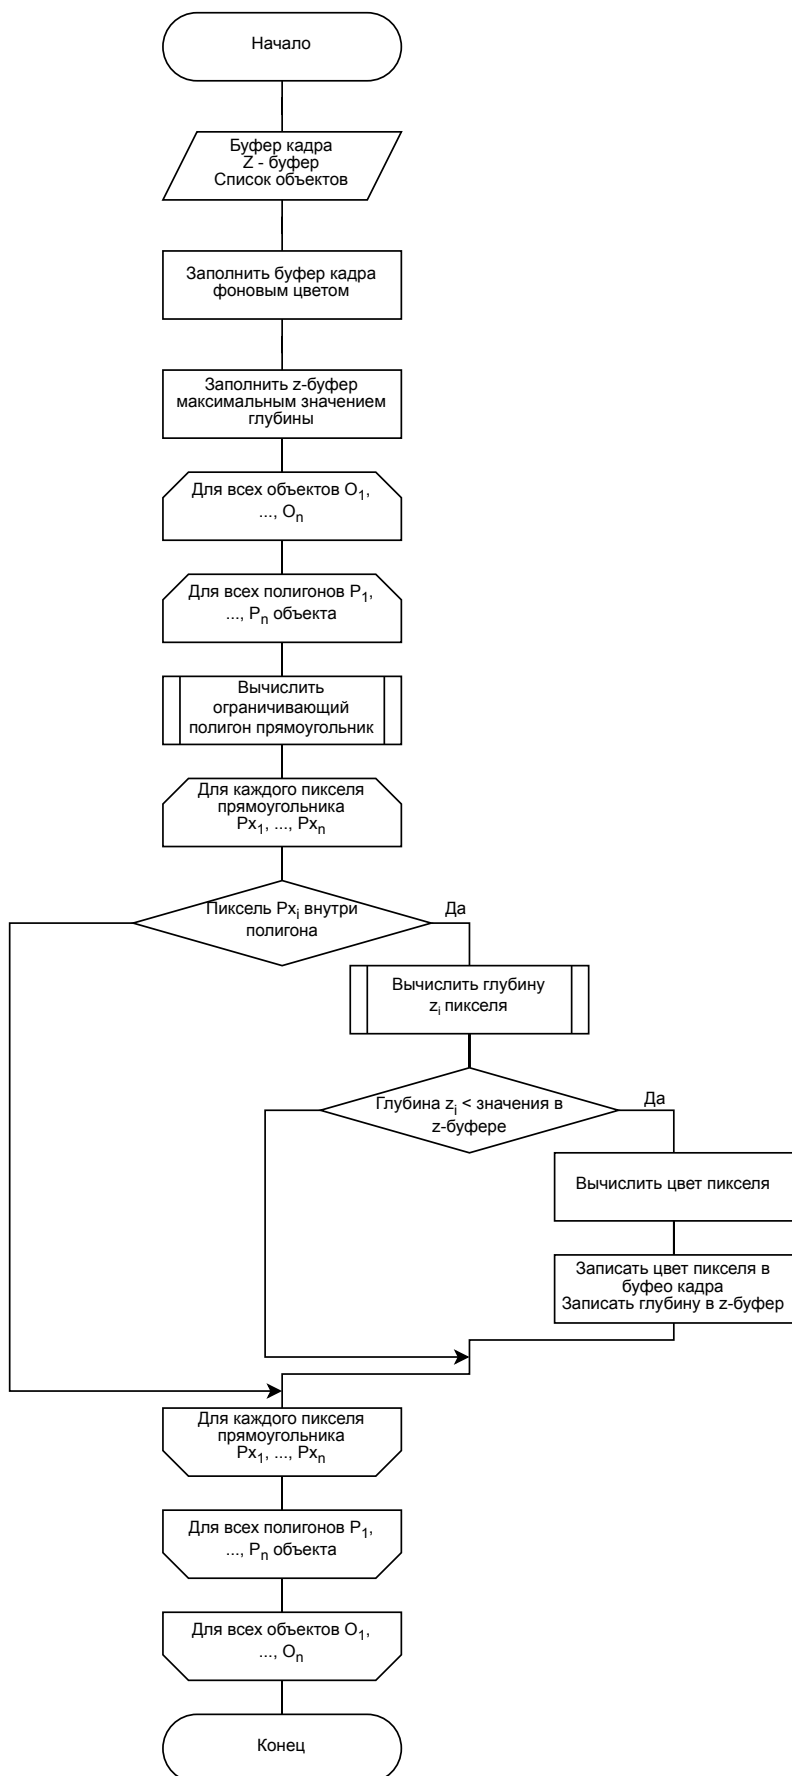 Начало
Буфер кадра
Z - буфер
Список объектов
Заполнить буфер кадра
фоновым цветом
Заполнить z-буфер
максимальным значением
глубины
Для всех объектов O₁,
..., Oₙ
Для всех полигонов P₁,
..., Pₙ объекта
Вычислить
ограничивающий
полигон прямоугольник
Для каждого пикселя
прямоугольника
Px₁, ..., Pxₙ
Пиксель Pxᵢ внутри
полигона
Да
Вычислить глубину
zᵢ пикселя
Глубина zᵢ < значения в
z-буфере
Да
Вычислить цвет пикселя
Записать цвет пикселя в
буфео кадра
Записать глубину в z-буфер
Для каждого пикселя
прямоугольника
Px₁, ..., Pxₙ
Для всех полигонов P₁,
..., Pₙ объекта
Для всех объектов O₁,
..., Oₙ
Конец